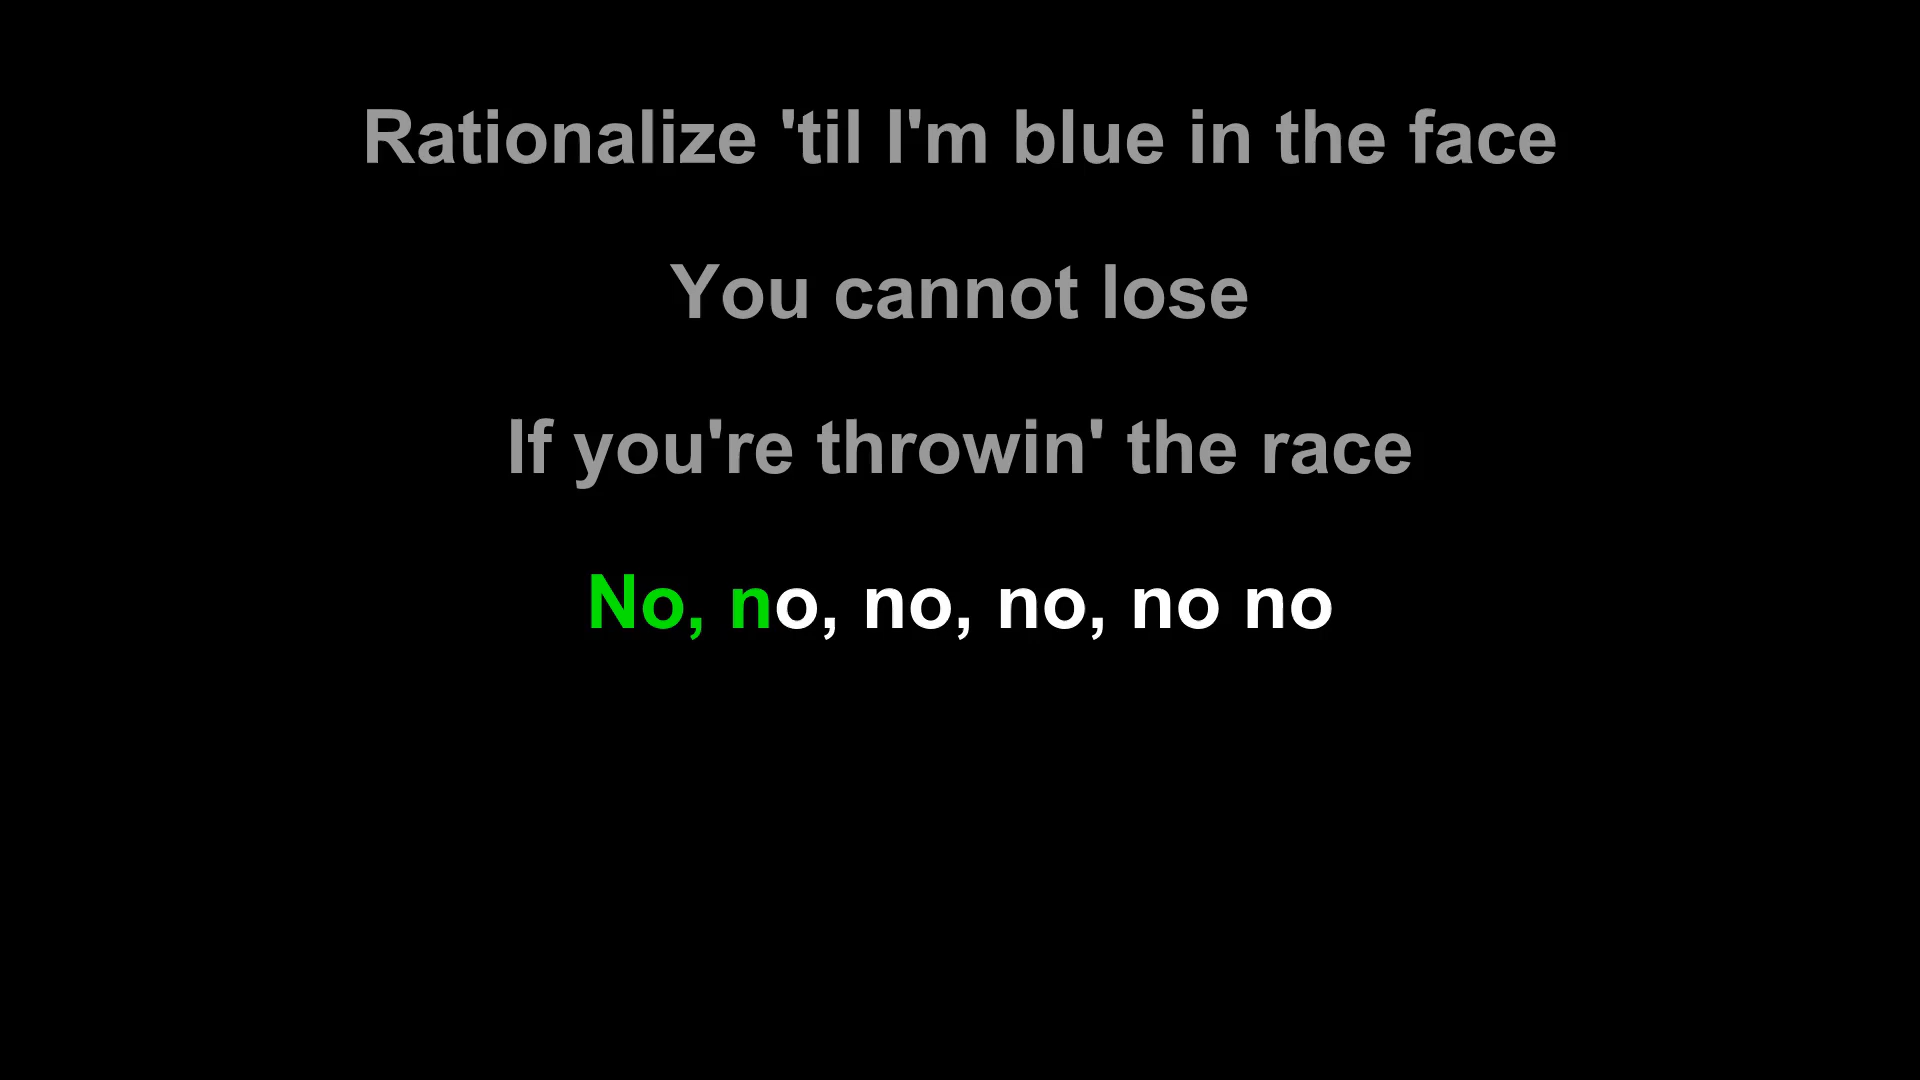 Rationalize 'til I'm blue in the face
You cannot lose
If you're throwin' the race
No, no, no, no, no no